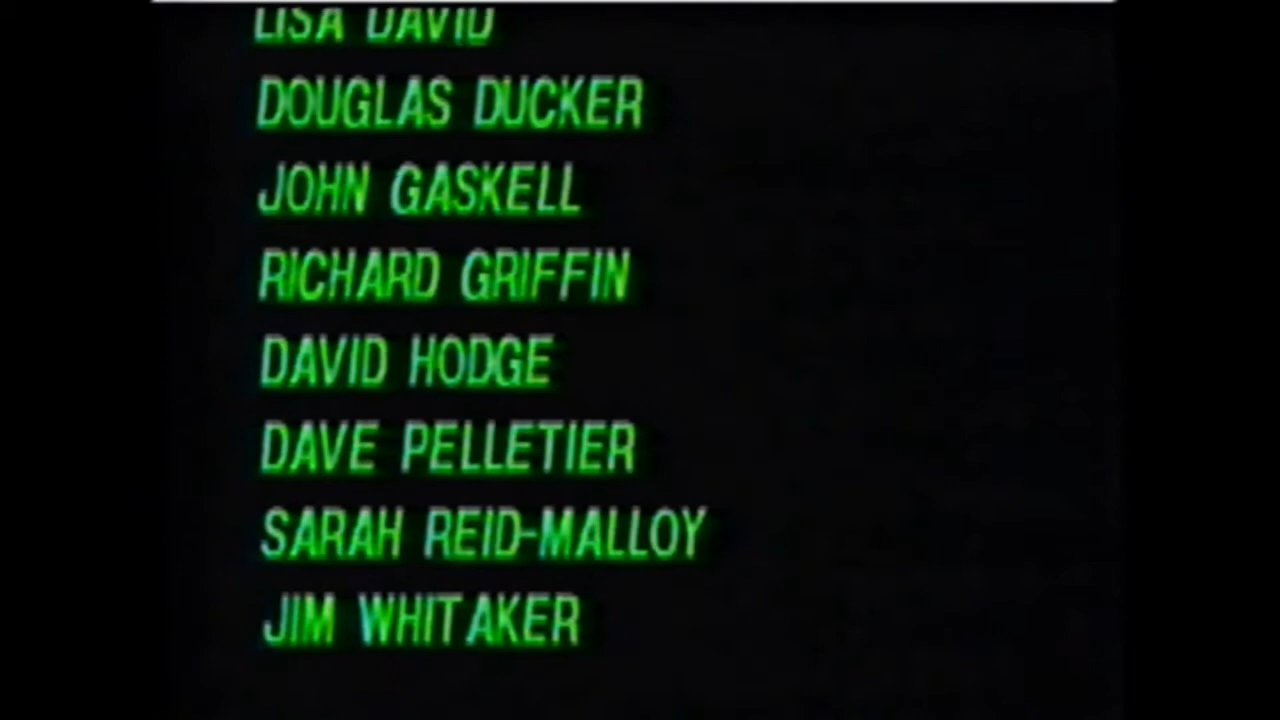 LISA DAVID
DOUGLAS DUCKER
JOHN GASKELL
RICHARD GRIFFIN
DAVID HODGE
DAVE PELLETIER
SARAH REID-MALLOY
JIM WHITAKER